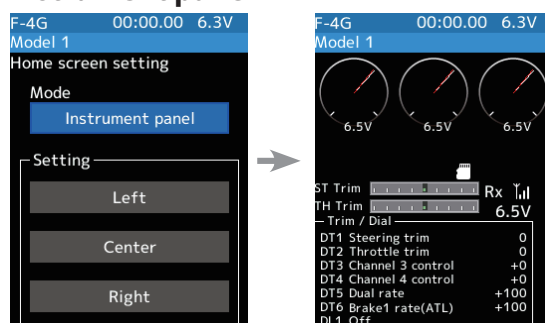 F-4G 00:00.00 6.3V
Model 1
Home screen setting
Mode
Instrument panel
Setting
Left
Center
Right
F-4G 00:00.00 6.3V
Model 1
6.5V 6.5V 6.5V
ST Trim Rx
TH Trim 6.5V
Trim / Dial
DT1 Steering trim 0
DT2 Throttle trim 0
DT3 Channel 3 control +0
DT4 Channel 4 control +0
DT5 Dual rate +100
DT6 Brake1 rate(ATL) +100
DL1 Off